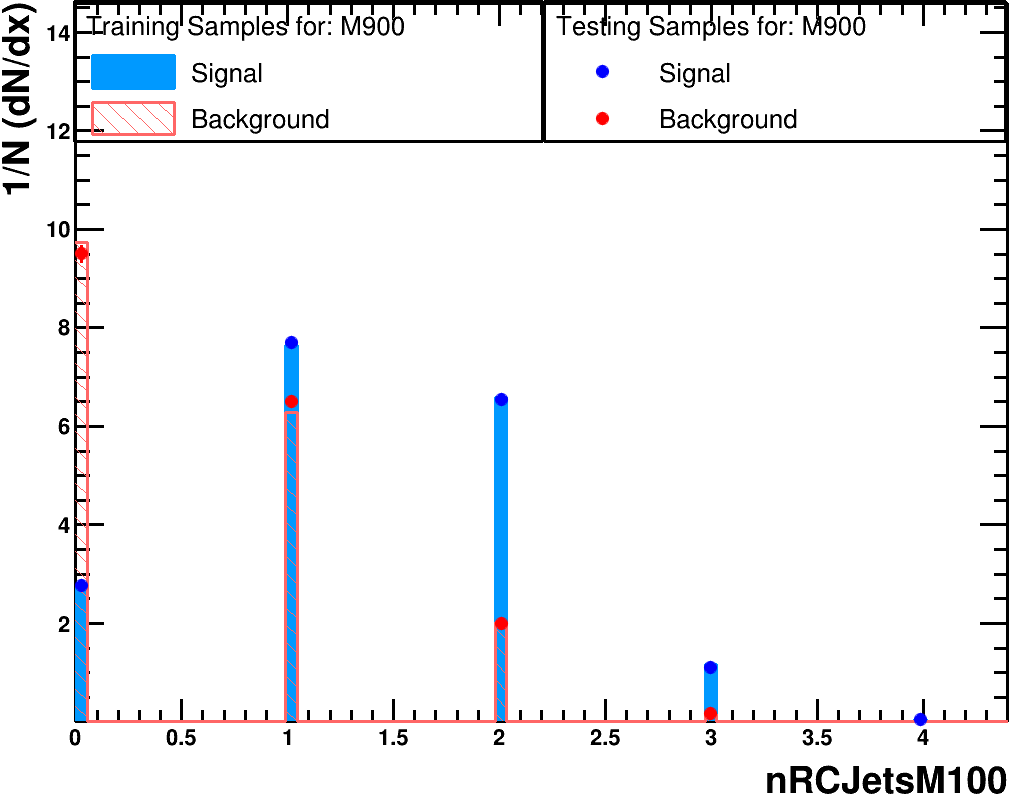 1/N (dN/dx)
Training Samples for: M900
Signal
Background
Testing Samples for: M900
Signal
Background
14
12
10
8
6
4
2
0 0.5 1 1.5 2 2.5 3 3.5 4
nRCJetsM100